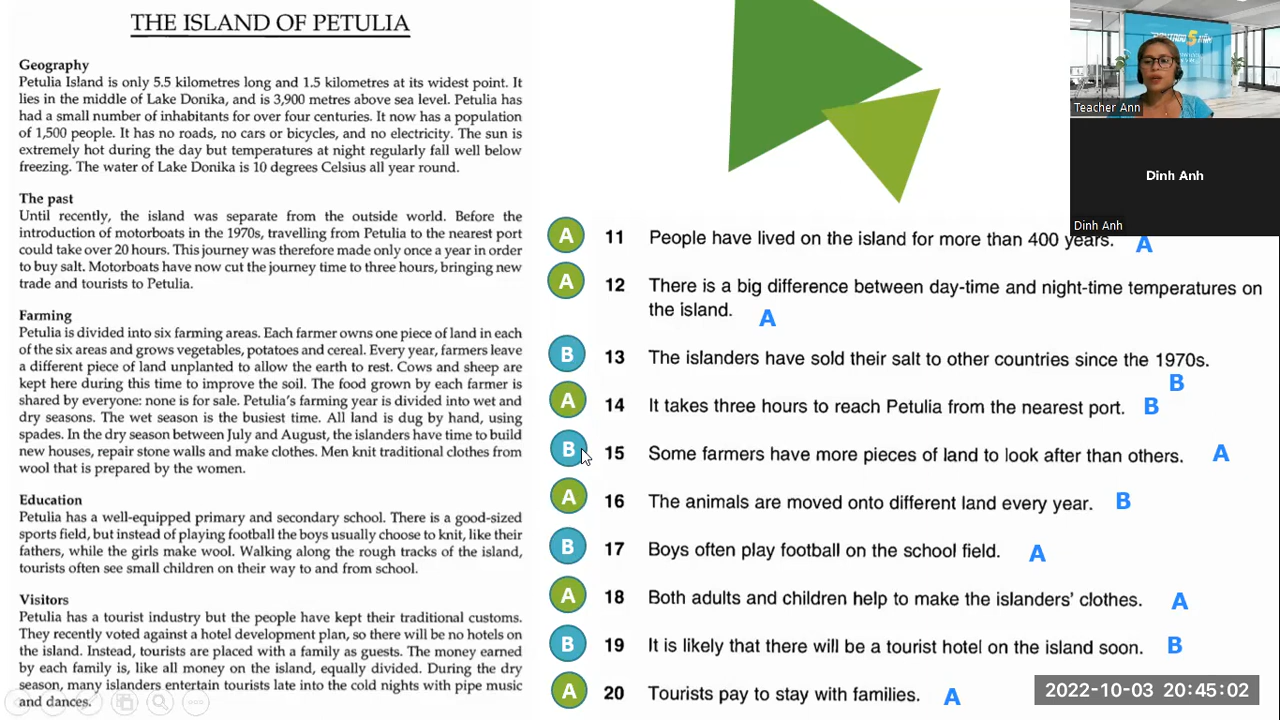 THE ISLAND OF PETULIA
Geography
Petulia Island is only 5.5 kilometres long and 1.5 kilometres at its widest point. It
lies in the middle of Lake Donika, and is 3,900 metres above sea level. Petulia has
had a small number of inhabitants for over four centuries. It now has a population
of 1,500 people. It has no roads, no cars or bicycles, and no electricity. The sun is
extremely hot during the day but temperatures at night regularly fall well below
freezing. The water of Lake Donika is 10 degrees Celsius all year round.
The past
Until recently, the island was separate from the outside world. Before the
introduction of motorboats in the 1970s, travelling from Petulia to the nearest port
could take over 20 hours. This journey was therefore made only once a year in order
to buy salt. Motorboats have now cut the journey time to three hours, bringing new
trade and tourists to Petulia.
Farming
Petulia is divided into six farming areas. Each farmer owns one piece of land in each
of the six areas and grows vegetables, potatoes and cereal. Every year, farmers leave
a different piece of land unplanted to allow the earth to rest. Cows and sheep are
kept here during this time to improve the soil. The food grown by each farmer is
shared by everyone: none is for sale. Petulia's farming year is divided into wet and
dry seasons. The wet season is the busiest time. All land is dug by hand, using
spades. In the dry season between July and August, the islanders have time to build
new houses, repair stone walls and make clothes. Men knit traditional clothes from
wool that is prepared by the women.
Education
Petulia has a well-equipped primary and secondary school. There is a good-sized
sports field, but instead of playing football the boys usually choose to knit, like their
fathers, while the girls make wool. Walking along the rough tracks of the island,
tourists often see small children on their way to and from school.
Visitors
Petulia has a tourist industry but the people have kept their traditional customs.
They recently voted against a hotel development plan, so there will be no hotels on
the island. Instead, tourists are placed with a family as guests. The money earned
by each family is, like all money on the island, equally divided. During the dry
season, many islanders entertain tourists late into the cold nights with pipe music
and dances.
A 11 People have lived on the island for more than 400 years. A
A 12 There is a big difference between day-time and night-time temperatures on
the island. A
B 13 The islanders have sold their salt to other countries since the 1970s.
B
A 14 It takes three hours to reach Petulia from the nearest port. B
B 15 Some farmers have more pieces of land to look after than others. A
A 16 The animals are moved onto different land every year. B
B 17 Boys often play football on the school field. A
A 18 Both adults and children help to make the islanders' clothes. A
B 19 It is likely that there will be a tourist hotel on the island soon. B
A 20 Tourists pay to stay with families. A
Teacher Ann
Dinh Anh
Dinh Anh
2022-10-03 20:45:02